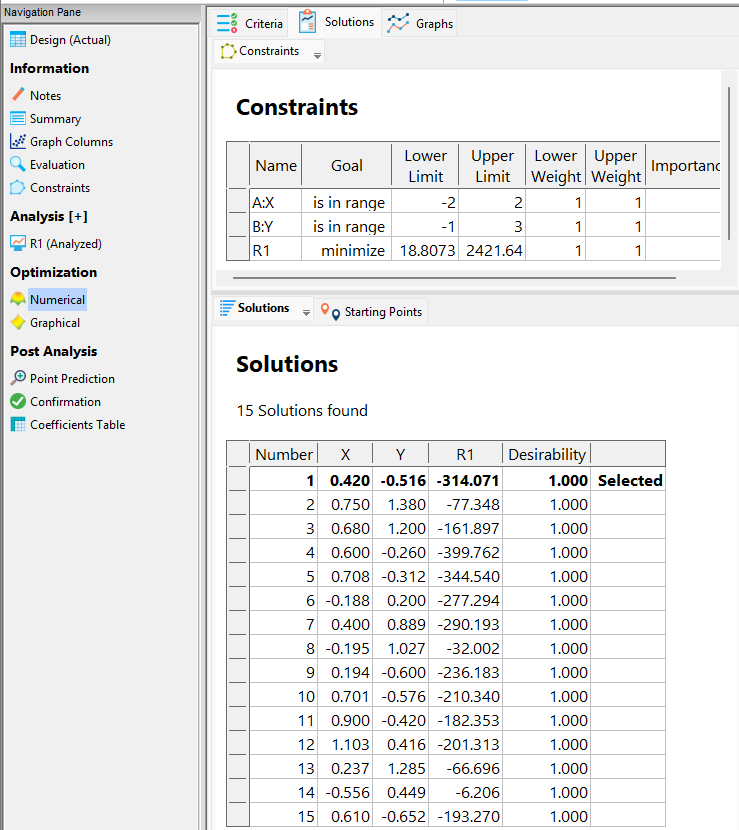 Navigation Pane
Design (Actual)
Information
Notes
Summary
Graph Columns
Evaluation
Constraints
Analysis [+]
R1 (Analyzed)
Optimization
Numerical
Graphical
Post Analysis
Point Prediction
Confirmation
Coefficients Table
Criteria Solutions Graphs
Constraints
Constraints
Name Goal Lower Limit Upper Limit Lower Weight Upper Weight Importanc
A:X is in range -2 2 1 1
B:Y is in range -1 3 1 1
R1 minimize 18.8073 2421.64 1 1
Solutions Starting Points
Solutions
15 Solutions found
Number X Y R1 Desirability
1 0.420 -0.516 -314.071 1.000 Selected
2 0.750 1.380 -77.348 1.000
3 0.680 1.200 -161.897 1.000
4 0.600 -0.260 -399.762 1.000
5 0.708 -0.312 -344.540 1.000
6 -0.188 0.200 -277.294 1.000
7 0.400 0.889 -290.193 1.000
8 -0.195 1.027 -32.002 1.000
9 0.194 -0.600 -236.183 1.000
10 0.701 -0.576 -210.340 1.000
11 0.900 -0.420 -182.353 1.000
12 1.103 0.416 -201.313 1.000
13 0.237 1.285 -66.696 1.000
14 -0.556 0.449 -6.206 1.000
15 0.610 -0.652 -193.270 1.000